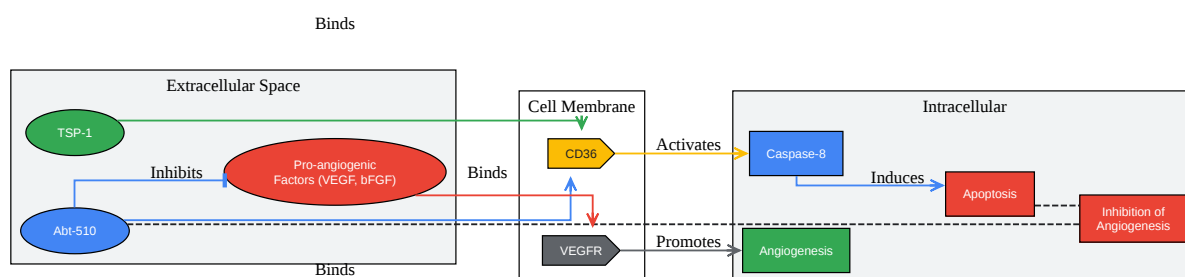 Binds
Extracellular Space
Cell Membrane
Intracellular
TSP-1
Pro-angiogenic
Factors (VEGF, bFGF)
Inhibits
Binds
CD36
Activates
Caspase-8
Induces
Apoptosis
Abt-510
Inhibition of
Angiogenesis
VEGFR
Promotes
Angiogenesis
Binds